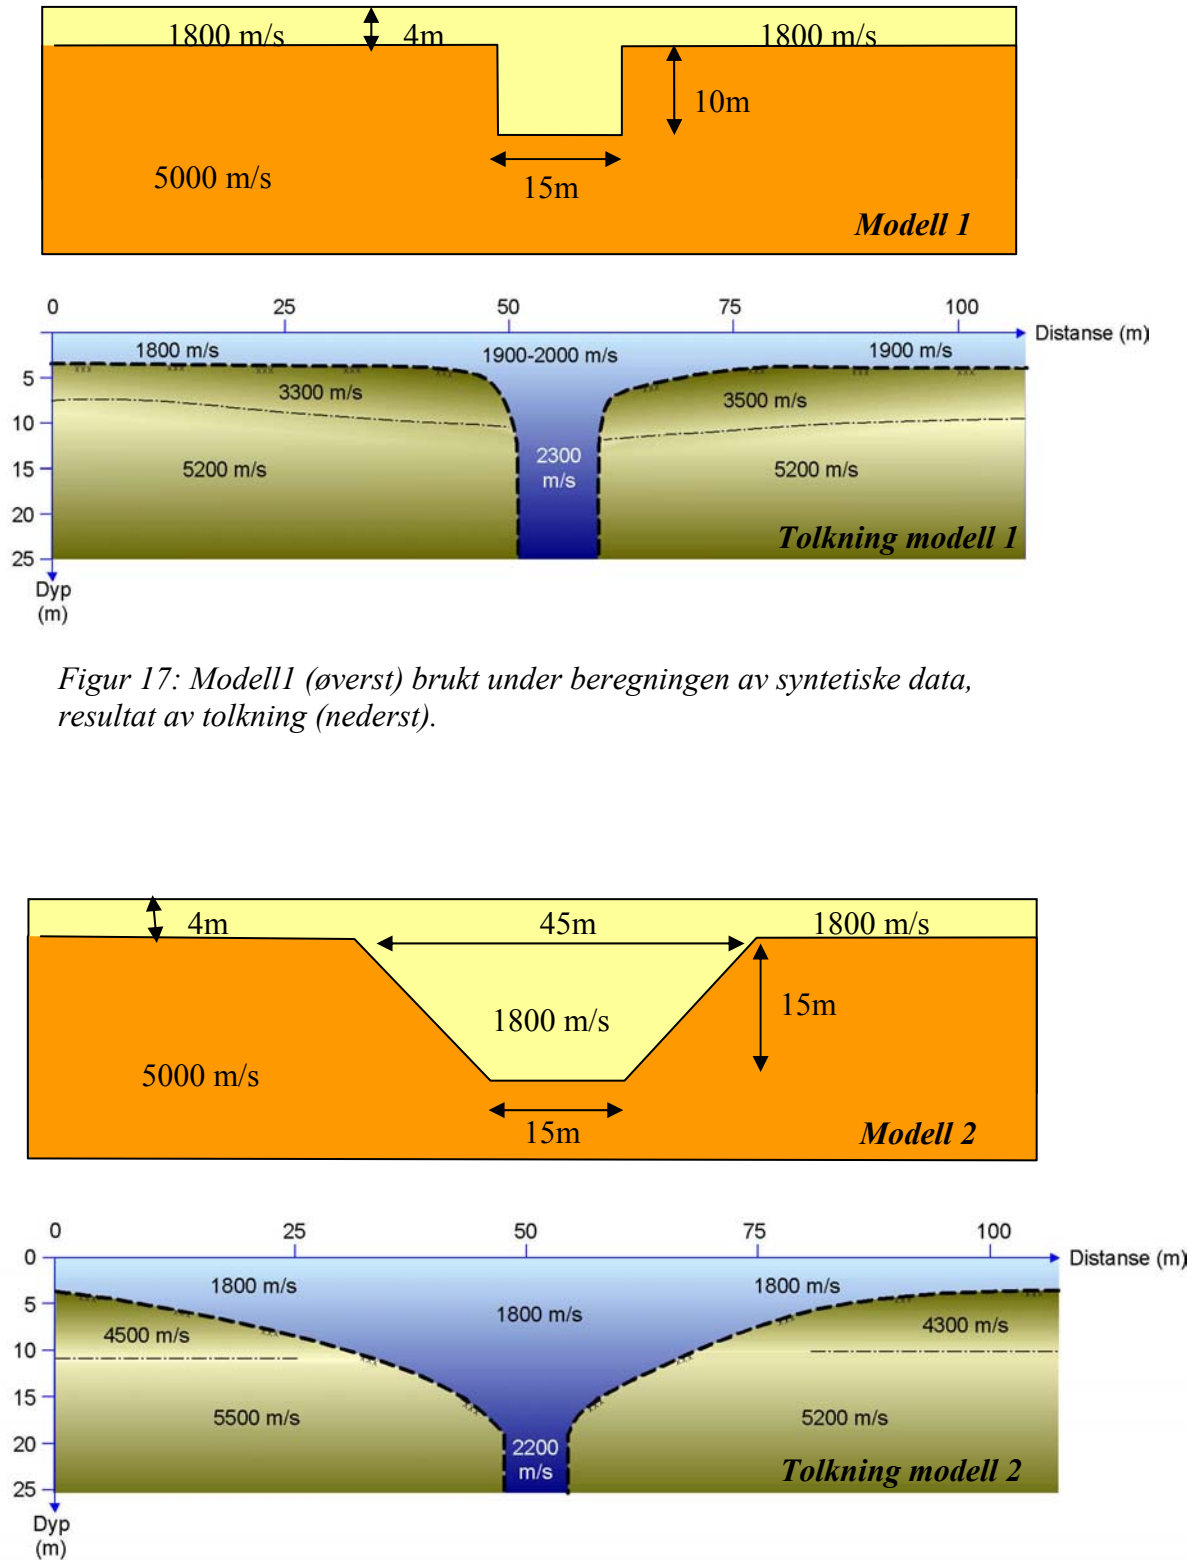 1800 m/s 4m 1800 m/s
10m
5000 m/s 15m
Modell 1
0 25 50 75 100
Distanse (m)
1800 m/s 1900-2000 m/s 1900 m/s
5
3300 m/s 3500 m/s
10
2300
m/s
15 5200 m/s 5200 m/s
20
Tolkning modell 1
25
Dyp
(m)
Figur 17: Modell1 (øverst) brukt under beregningen av syntetiske data,
resultat av tolkning (nederst).
4m 45m 1800 m/s
15m
1800 m/s
5000 m/s
15m
Modell 2
0 25 50 75 100
0 Distanse (m)
1800 m/s 1800 m/s 1800 m/s
5
4500 m/s 4300 m/s
10
15
5500 m/s 5200 m/s
20
2200
m/s
Tolkning modell 2
25
Dyp
(m)